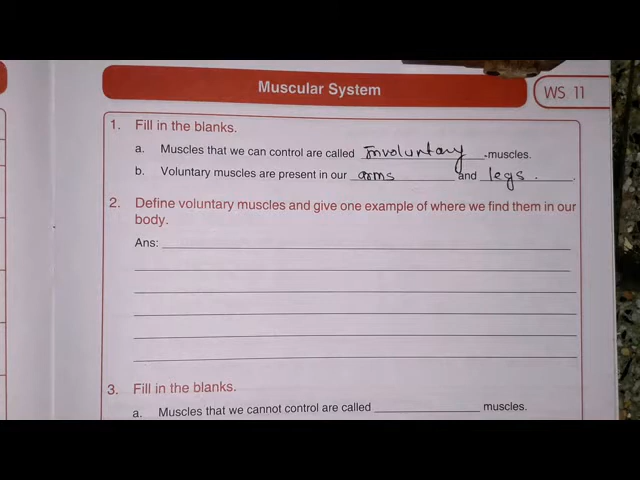 Muscular System
WS 11
1. Fill in the blanks.
a. Muscles that we can control are called Involuntary muscles.
b. Voluntary muscles are present in our arms and legs.
2. Define voluntary muscles and give one example of where we find them in our
body.
Ans:
3. Fill in the blanks.
a. Muscles that we cannot control are called ____________ muscles.